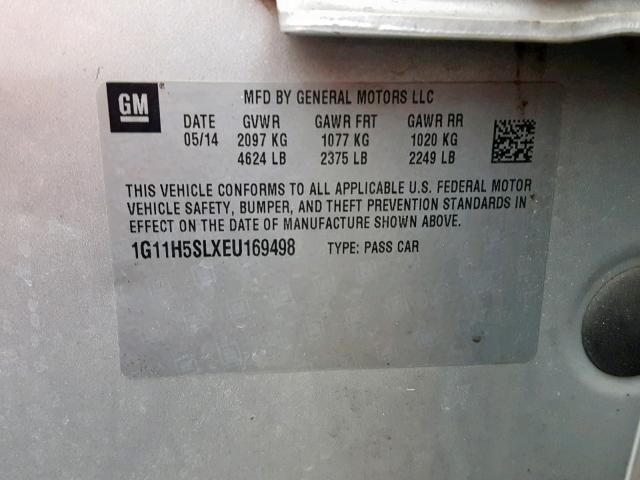 GM
MFD BY GENERAL MOTORS LLC
DATE GVWR GAWR FRT GAWR RR
05/14 2097 KG 1077 KG 1020 KG
4624 LB 2375 LB 2249 LB
THIS VEHICLE CONFORMS TO ALL APPLICABLE U.S. FEDERAL MOTOR
VEHICLE SAFETY, BUMPER, AND THEFT PREVENTION STANDARDS IN
EFFECT ON THE DATE OF MANUFACTURE SHOWN ABOVE.
1G11H5SLXEU169498 TYPE: PASS CAR